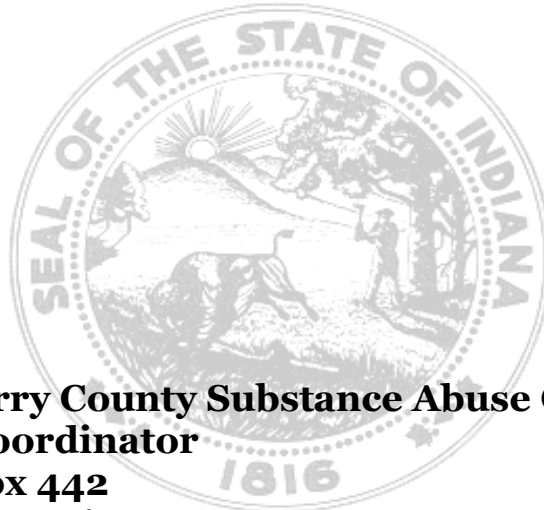 SEAL OF THE STATE OF INDIANA
rry County Substance Abuse
oordinator
ox 442
1816